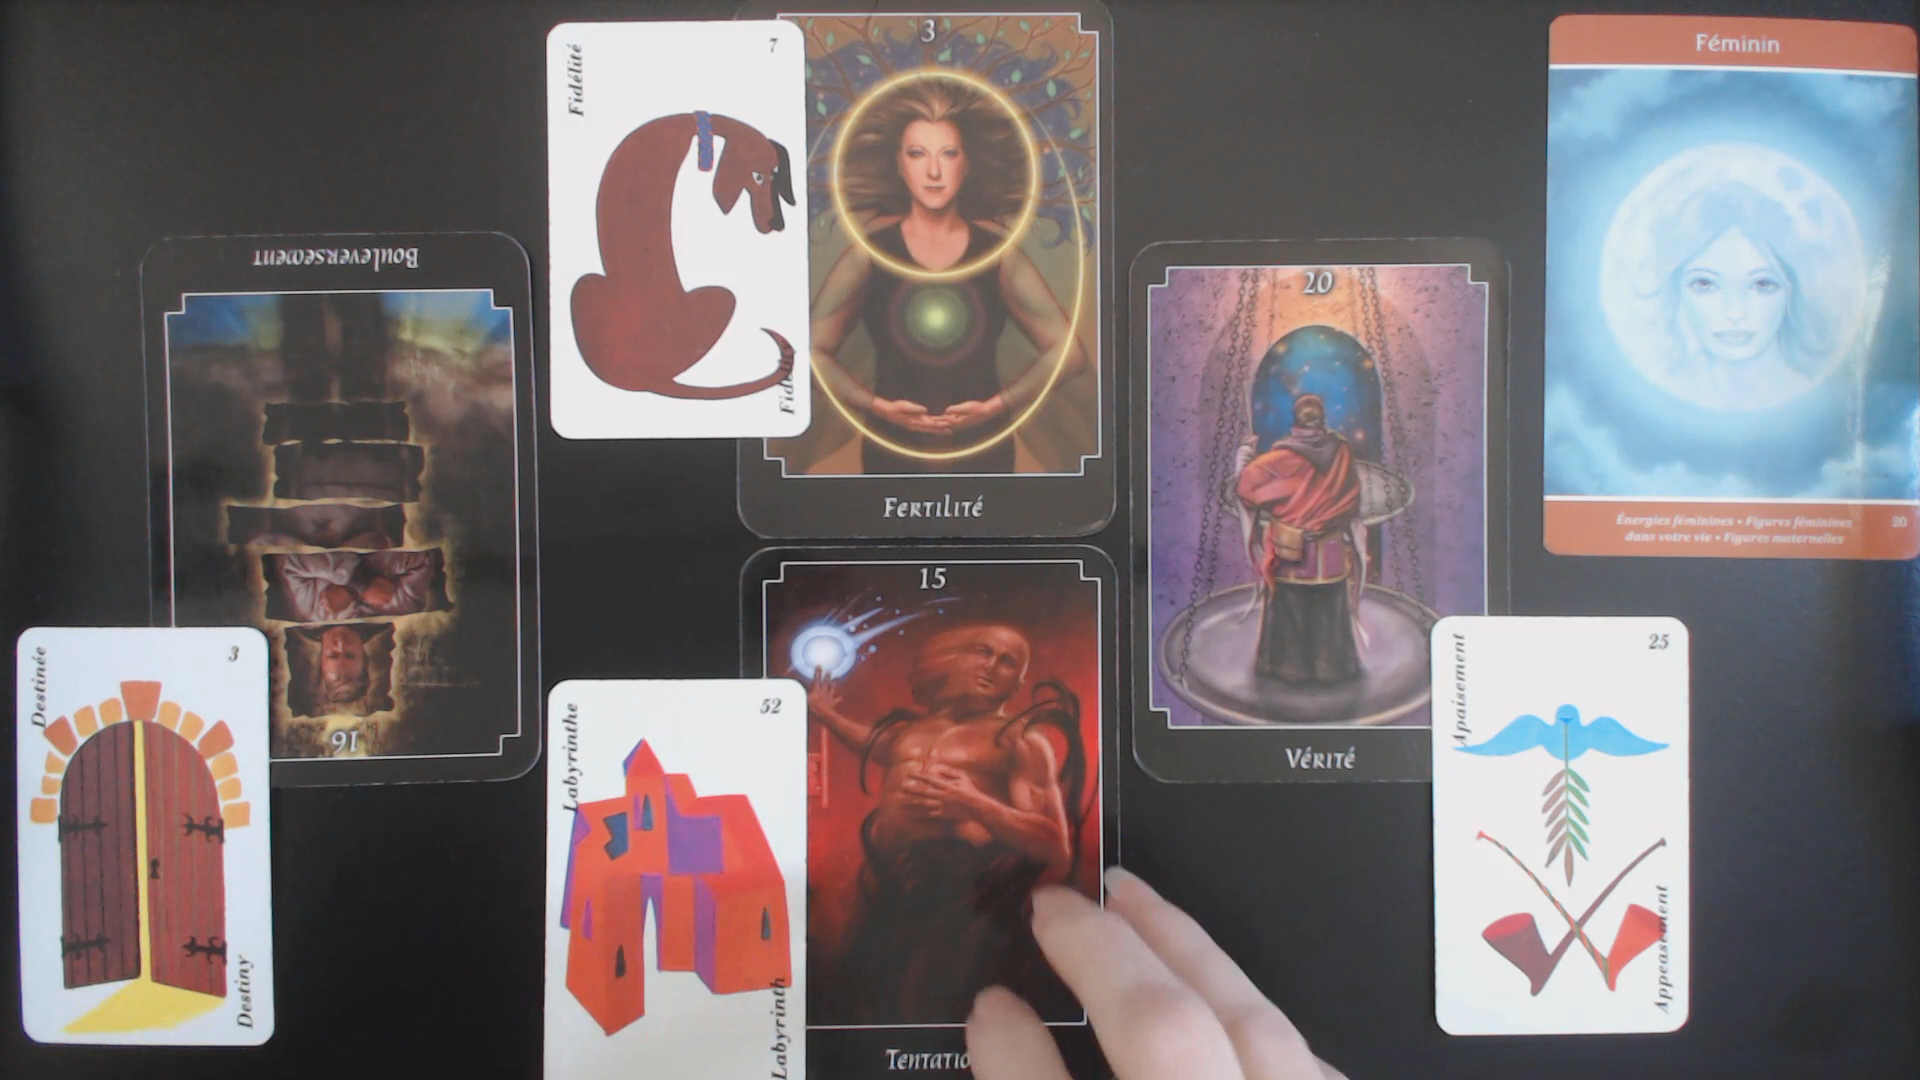 Fidélité
7
Fidélité
3
Fertilité
Féminin
Énergies féminines • Figures féminines
dans votre vie • Figures maternelles
20
Bouleversement
16
20
Vérité
15
Destinée
3
Destiny
Labyrinthe
52
Labyrinth
Apaisement
25
Appeasement